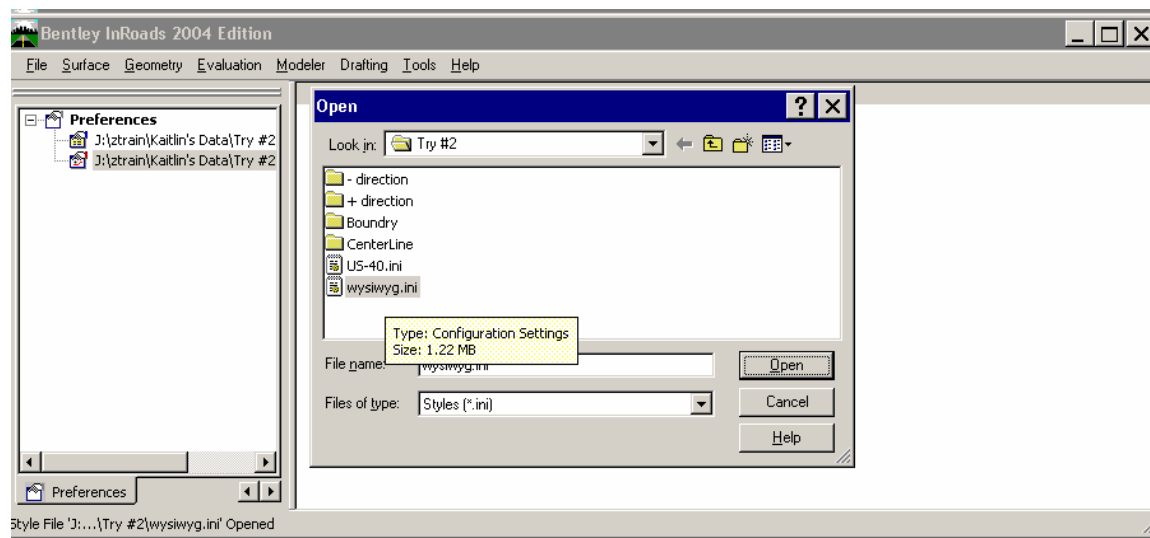 Bentley InRoads 2004 Edition
File Surface Geometry Evaluation Modeler Drafting Tools Help
Preferences
J:\ztrain\Kaitlin's Data\Try #2
J:\ztrain\Kaitlin's Data\Try #2
Preferences
Open
Look in: Try #2
- direction
+ direction
Boundry
CenterLine
US-40.ini
wysiwyg.ini
Type: Configuration Settings
Size: 1.22 MB
File name: wysiwyg.ini Open
Files of type: Styles (*.ini) Cancel
Help
Style File 'J:...\Try #2\wysiwyg.ini' Opened